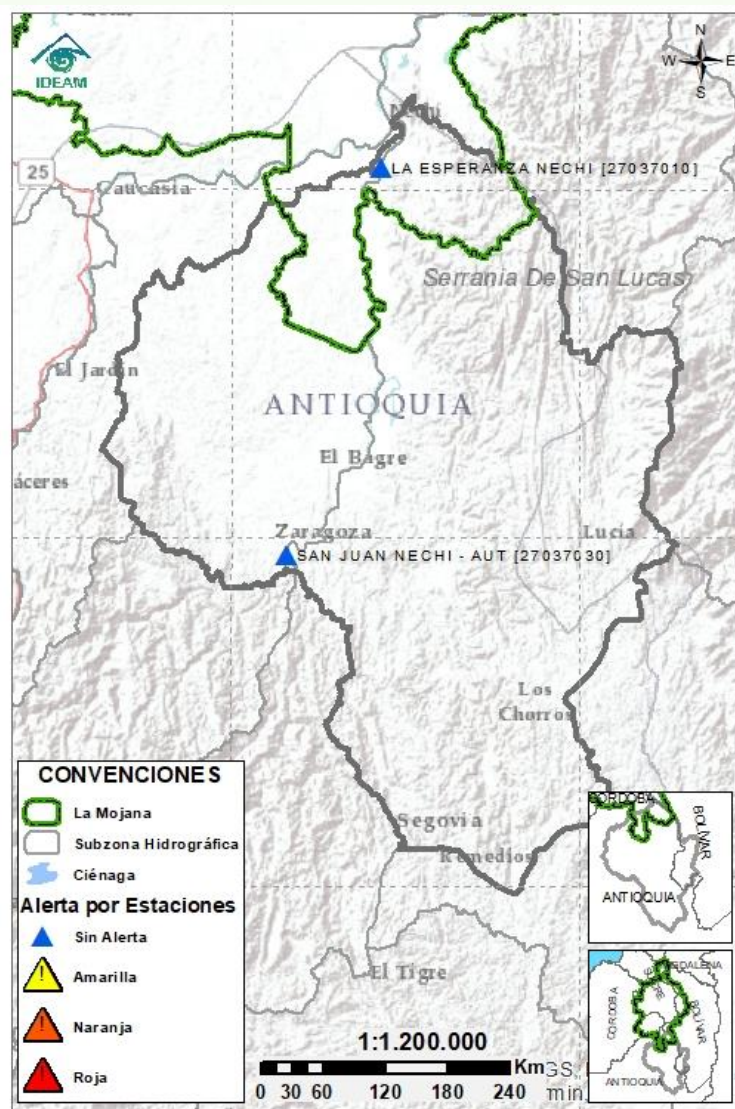 IDEAM
N
W E
S
25
Caucasia
LA ESPERANZA NECHI [27037010]
Serrania De San Lucas
El Jardin
ANTIOQUIA
áceres
El Bagre
Zaragoza
Lucía
SAN JUAN NECHI - AUT [27037030]
Los
Chorros
Segovia
Remedios
El Tigre
CONVENCIONES
La Mojana
Subzona Hidrográfica
Ciénaga
Alerta por Estaciones
Sin Alerta
Amarilla
Naranja
Roja
1:1.200.000
Km
0 30 60 120 180 240
GS,
min
CORDOBA
BOLIVAR
ANTIOQUIA
CORDOBA
BOLIVAR
ANTIOQUIA